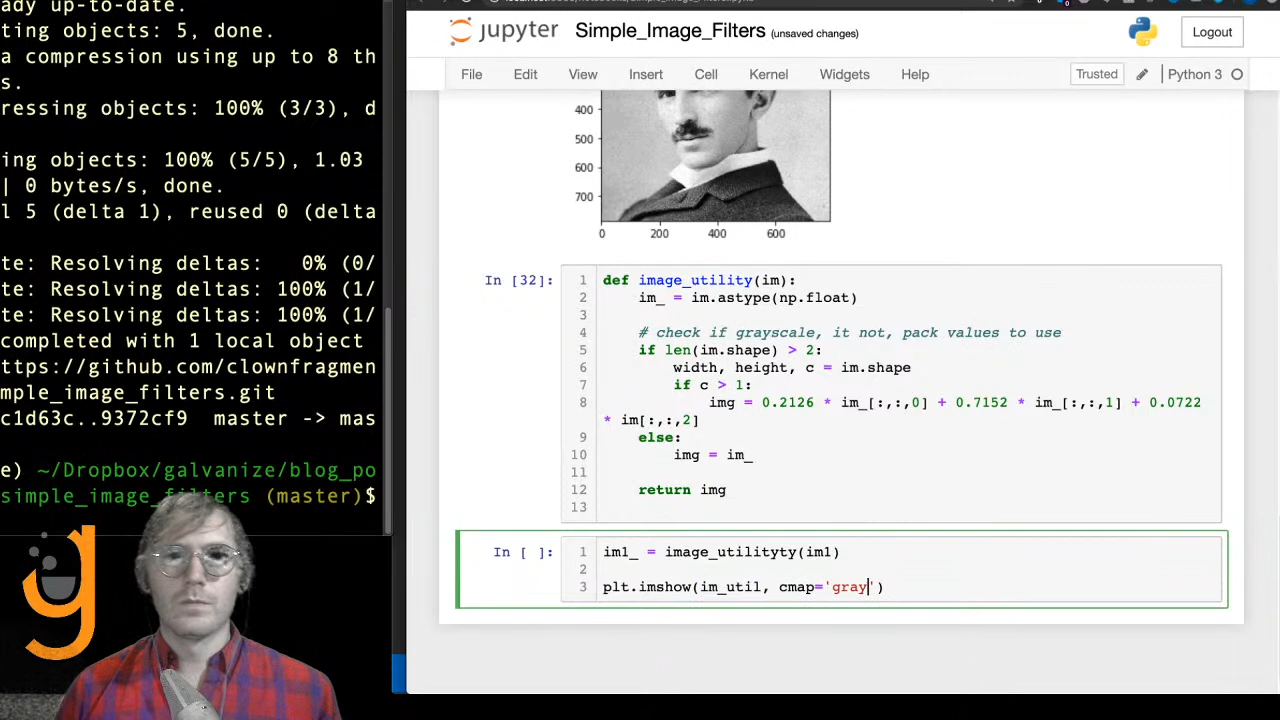 ady up-to-date.
ting objects: 5, done.
a compression using up to 8 th
s.
ressing objects: 100% (3/3), d
ing objects: 100% (5/5), 1.03
| 0 bytes/s, done.
l 5 (delta 1), reused 0 (delta
te: Resolving deltas:   0% (0/
te: Resolving deltas: 100% (1/
te: Resolving deltas: 100% (1/
completed with 1 local object
ttps://github.com/clownfragmen
mple_image_filters.git
c1d63c..9372cf9  master -> mas
e) ~/Dropbox/galvanize/blog_po
simple_image_filters (master)$
g
jupyter Simple_Image_Filters (unsaved changes)
Logout
File Edit View Insert Cell Kernel Widgets Help
Trusted Python 3
400
500
600
700
0 200 400 600
In [32]:
1 def image_utility(im):
2     im_ = im.astype(np.float)
3
4     # check if grayscale, it not, pack values to use
5     if len(im.shape) > 2:
6         width, height, c = im.shape
7         if c > 1:
8             img = 0.2126 * im_[:,:,0] + 0.7152 * im_[:,:,1] + 0.0722
* im[:,:,2]
9     else:
10         img = im_
11
12     return img
13
In [ ]:
1 im1_ = image_utilityty(im1)
2
3 plt.imshow(im_util, cmap='gray')